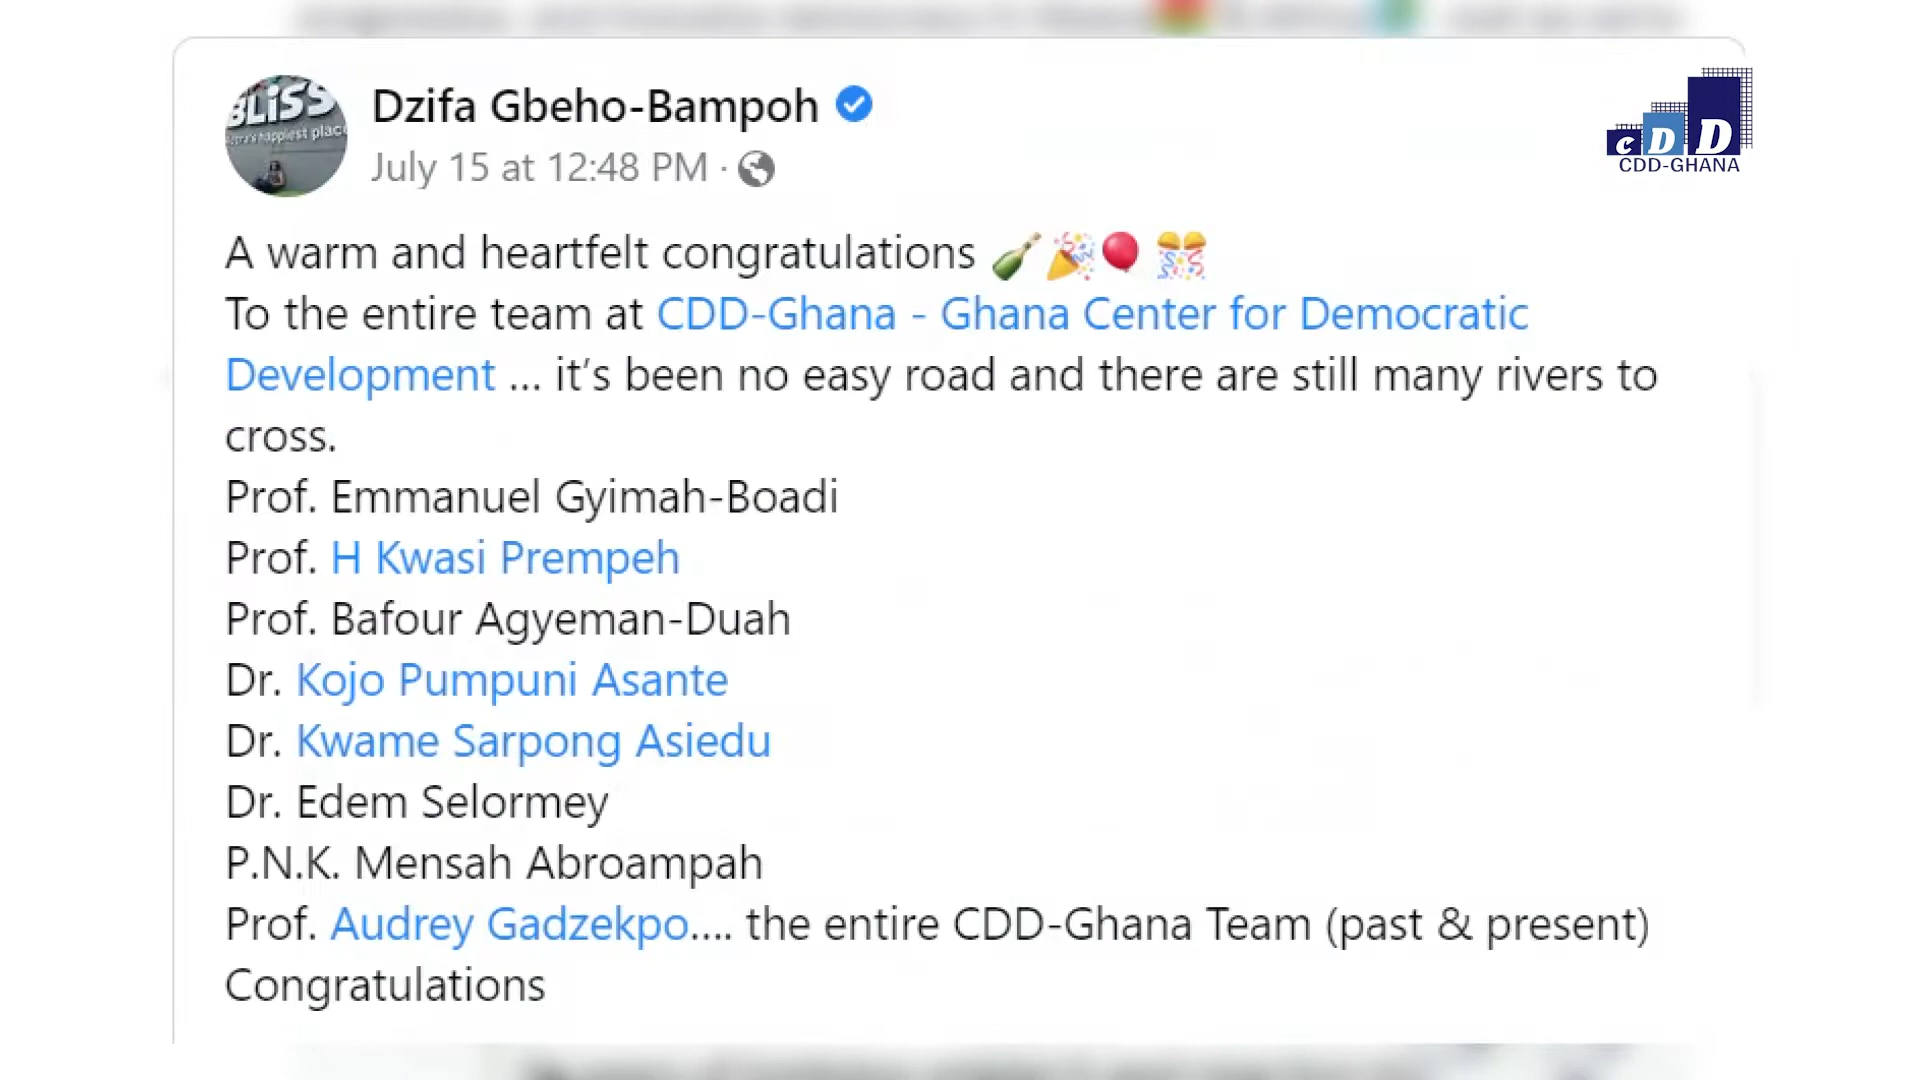 BLISS
happiest place
Dzifa Gbeho-Bampoh
July 15 at 12:48 PM ·
CDD
CDD-GHANA
A warm and heartfelt congratulations 🍾🎉🎈 🎊
To the entire team at CDD-Ghana - Ghana Center for Democratic
Development ... it's been no easy road and there are still many rivers to
cross.
Prof. Emmanuel Gyimah-Boadi
Prof. H Kwasi Prempeh
Prof. Bafour Agyeman-Duah
Dr. Kojo Pumpuni Asante
Dr. Kwame Sarpong Asiedu
Dr. Edem Selormey
P.N.K. Mensah Abroampah
Prof. Audrey Gadzekpo.... the entire CDD-Ghana Team (past & present)
Congratulations